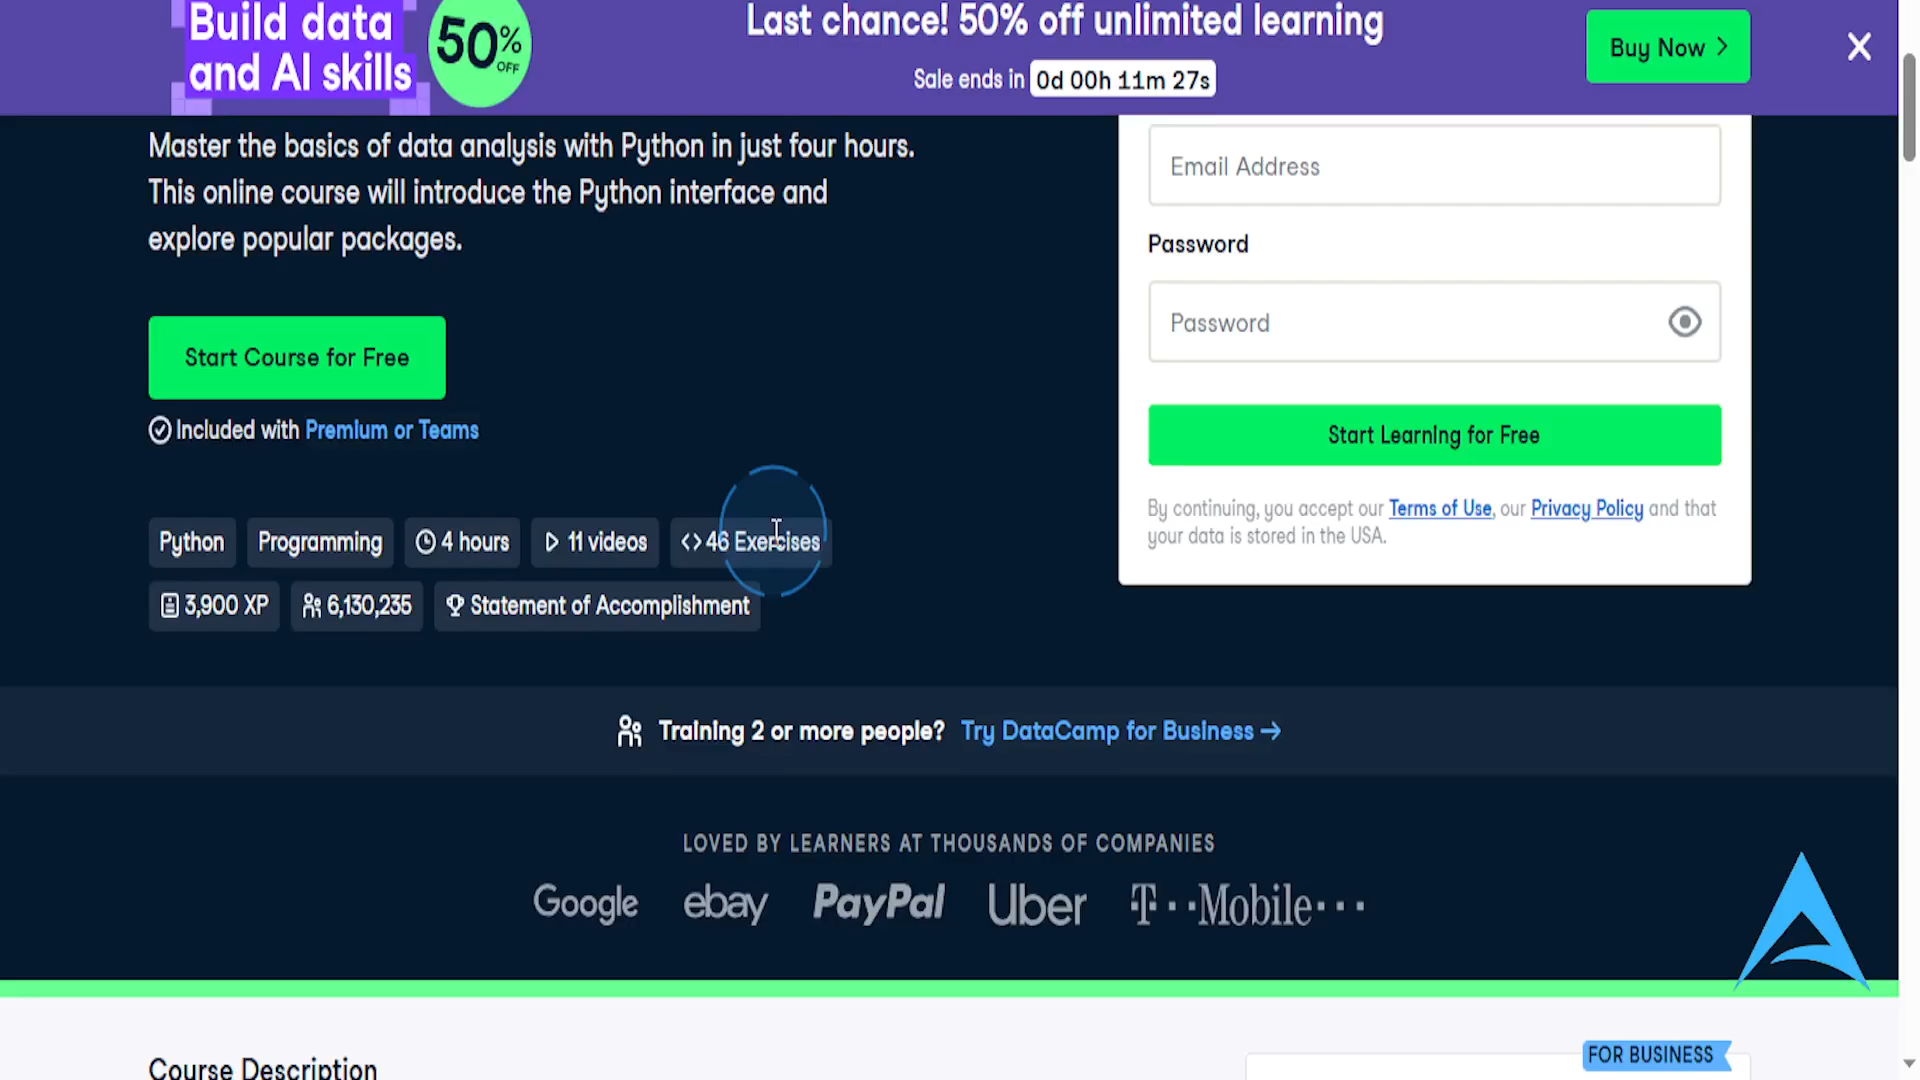 Build data
and AI skills
50%
OFF
Last chance! 50% off unlimited learning
Sale ends in 0d 00h 11m 27s
Buy Now
Master the basics of data analysis with Python in just four hours.
This online course will introduce the Python interface and
explore popular packages.
Start Course for Free
Included with Premium or Teams
Python Programming 4 hours 11 videos 46 Exercises
3,900 XP 6,130,235 Statement of Accomplishment
Email Address
Password
Password
Start Learning for Free
By continuing, you accept our Terms of Use, our Privacy Policy and that
your data is stored in the USA.
Training 2 or more people? Try DataCamp for Business →
LOVED BY LEARNERS AT THOUSANDS OF COMPANIES
Google ebay PayPal Uber T··Mobile···
Course Description
FOR BUSINESS